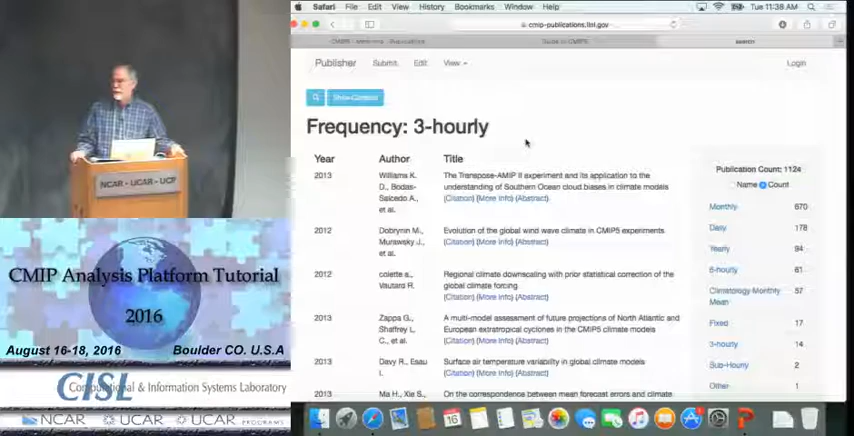 Safari File Edit View History Bookmarks Window Help Tue 11:38 AM
cmip-publications.llnl.gov
search
Publisher Submit Edit View Login
Frequency: 3-hourly
Year Author Title
2013 Williams K. D., Bodas-Salcedo A., et al. The Transpose-AMIP II experiment and its application to the understanding of Southern Ocean cloud biases in climate models
(Citation) (More Info) (Abstract)
2012 Dobrynin M., Murawsky J., et al. Evolution of the global wind wave climate in CMIP5 experiments
(Citation) (More Info) (Abstract)
2012 colette a., Vautard R. Regional climate downscaling with prior statistical correction of the global climate forcing
(Citation) (More Info) (Abstract)
2013 Zappa G., Shaffrey L. C., et al. A multi-model assessment of future projections of North Atlantic and European extratropical cyclones in the CMIP5 climate models
(Citation) (More Info) (Abstract)
2013 Davy R., Esau I. Surface air temperature variability in global climate models
(Citation) (More Info) (Abstract)
2013 Ma H., Xie S., On the correspondence between mean forecast errors and climate
Publication Count: 1124
Name Count
Monthly 670
Daily 178
Yearly 94
6-hourly 81
Climatology Monthly Mean 57
Fixed 17
3-hourly 14
Sub-Hourly 2
Other 1
NCAR • UCAR • UCP
CMIP Analysis Platform Tutorial
2016
August 16-18, 2016 Boulder CO. U.S.A
CISL Computational & Information Systems Laboratory
NCAR UCAR UCAR PROGRAMS